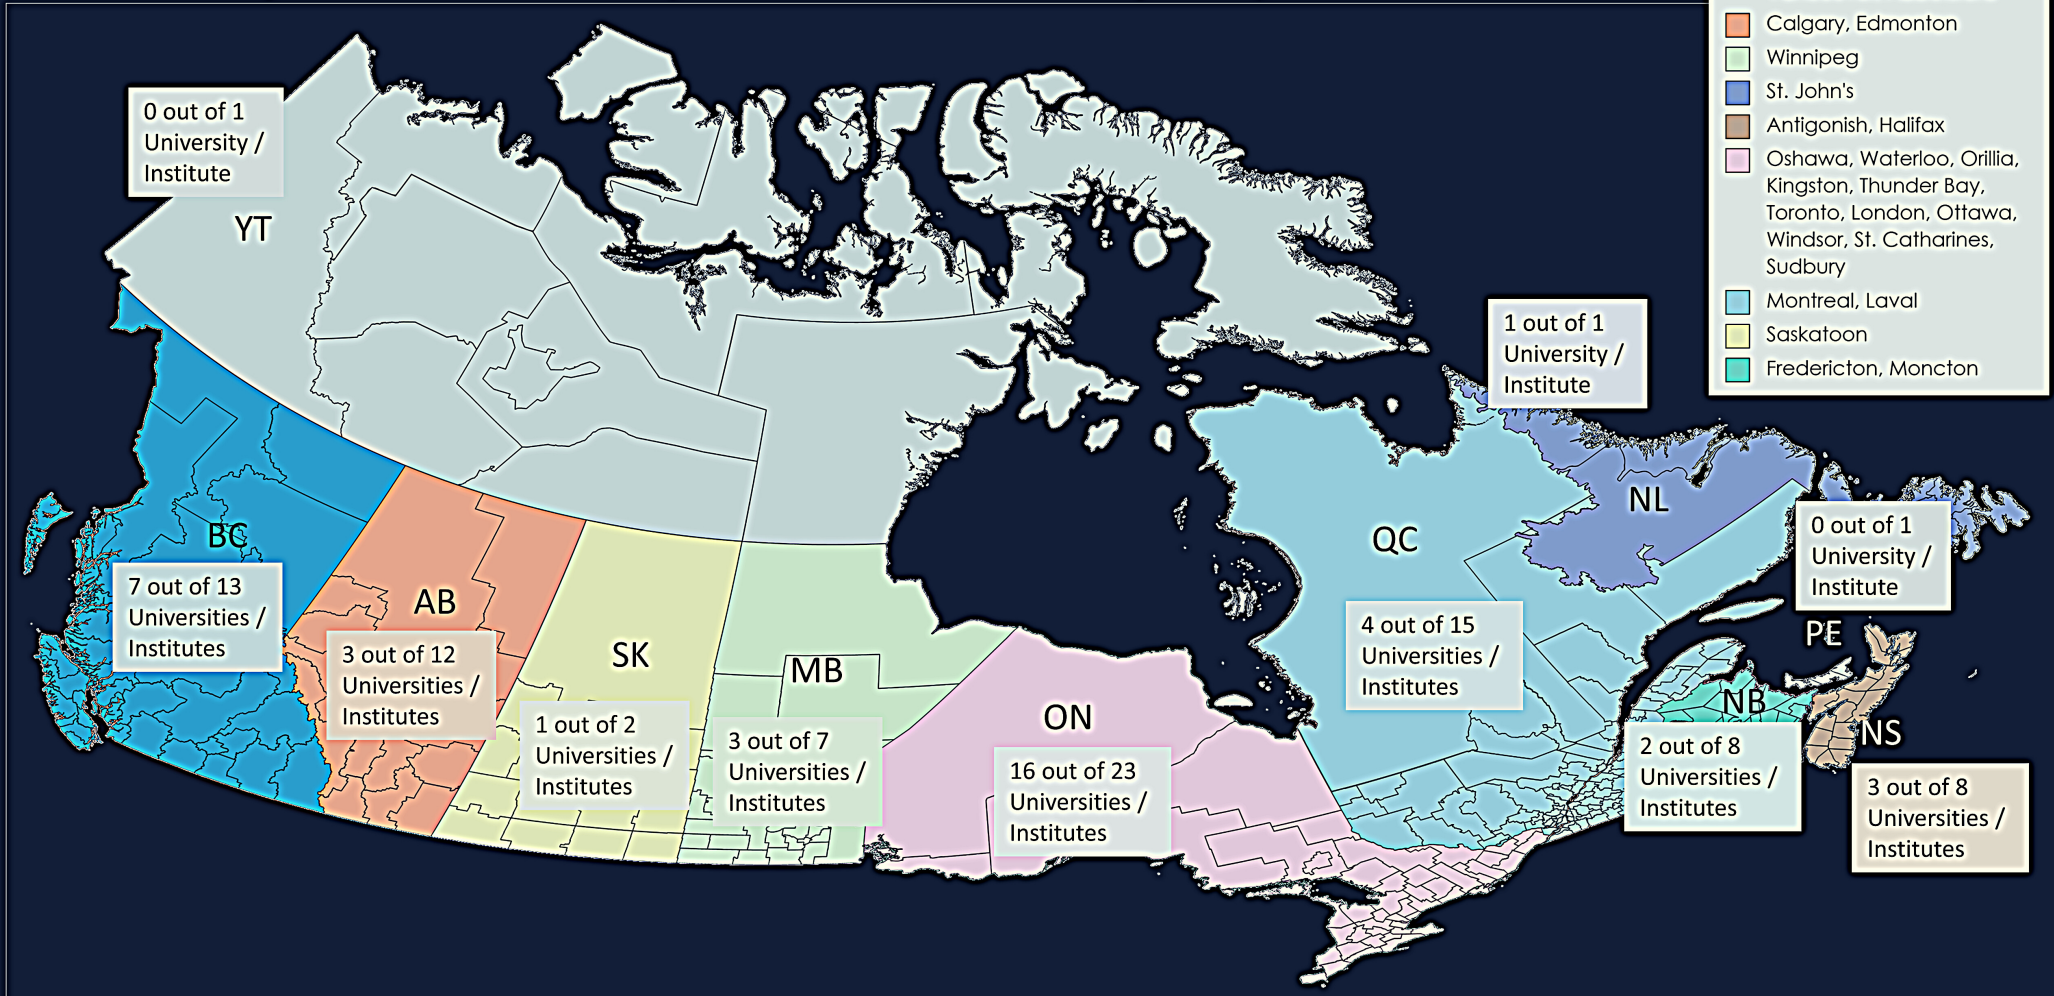 Calgary, Edmonton
Winnipeg
St. John's
Antigonish, Halifax
Oshawa, Waterloo, Orillia,
Kingston, Thunder Bay,
Toronto, London, Ottawa,
Windsor, St. Catharines,
Sudbury
Montreal, Laval
Saskatoon
Fredericton, Moncton
0 out of 1
University /
Institute
YT
1 out of 1
University /
Institute
NL
0 out of 1
University /
Institute
PE
BC
7 out of 13
Universities /
Institutes
AB
3 out of 12
Universities /
Institutes
SK
1 out of 2
Universities /
Institutes
MB
3 out of 7
Universities /
Institutes
ON
16 out of 23
Universities /
Institutes
QC
4 out of 15
Universities /
Institutes
NB
2 out of 8
Universities /
Institutes
NS
3 out of 8
Universities /
Institutes